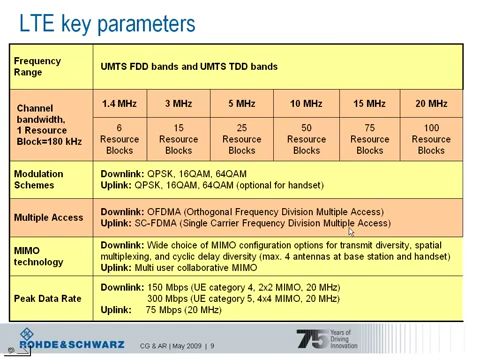 LTE key parameters
Frequency Range
UMTS FDD bands and UMTS TDD bands
Channel bandwidth, 1 Resource Block=180 kHz
1.4 MHz
3 MHz
5 MHz
10 MHz
15 MHz
20 MHz
6 Resource Blocks
15 Resource Blocks
25 Resource Blocks
50 Resource Blocks
75 Resource Blocks
100 Resource Blocks
Modulation Schemes
Downlink: QPSK, 16QAM, 64QAM
Uplink: QPSK, 16QAM, 64QAM (optional for handset)
Multiple Access
Downlink: OFDMA (Orthogonal Frequency Division Multiple Access)
Uplink: SC-FDMA (Single Carrier Frequency Division Multiple Access)
MIMO technology
Downlink: Wide choice of MIMO configuration options for transmit diversity, spatial
multiplexing, and cyclic delay diversity (max. 4 antennas at base station and handset)
Uplink: Multi user collaborative MIMO
Peak Data Rate
Downlink: 150 Mbps (UE category 4, 2x2 MIMO, 20 MHz)
300 Mbps (UE category 5, 4x4 MIMO, 20 MHz)
Uplink: 75 Mbps (20 MHz)
ROHDE&SCHWARZ
CG & AR | May 2009 | 9
75 Years of Driving Innovation